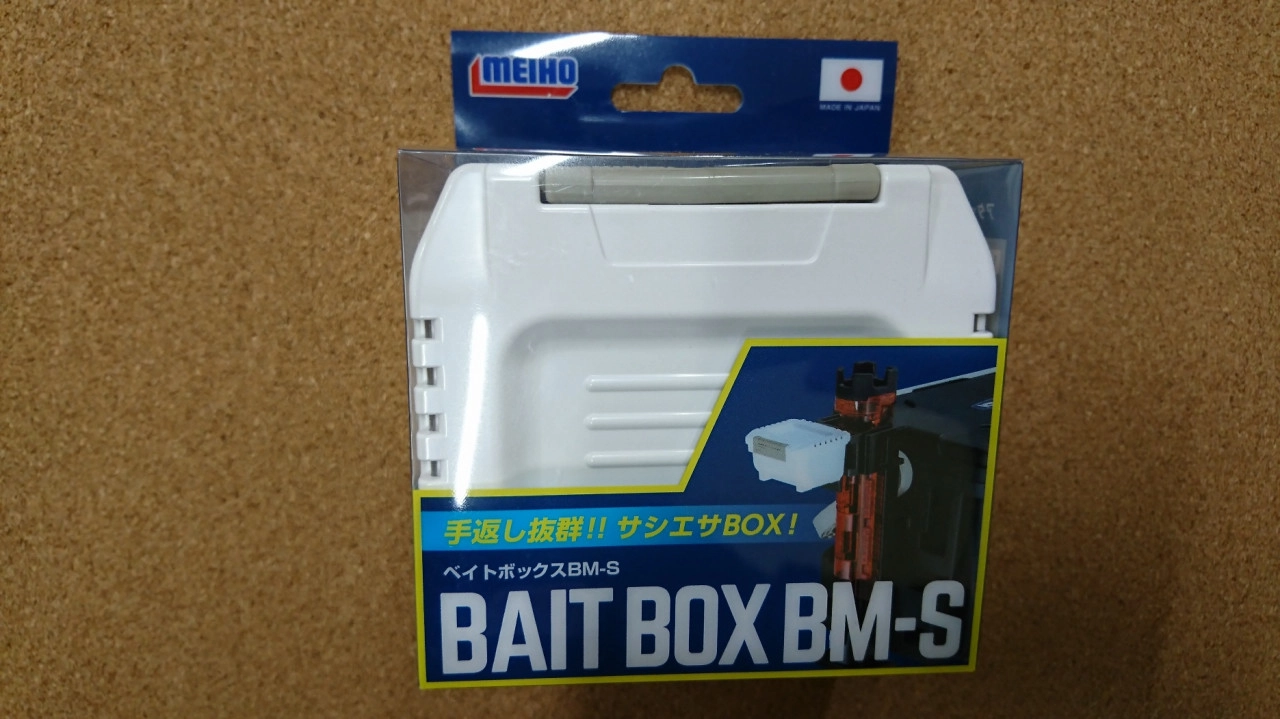 MEIHO
MADE IN JAPAN
手返し抜群!! サシエサBOX!
ベイトボックスBM-S
BAIT BOX BM-S